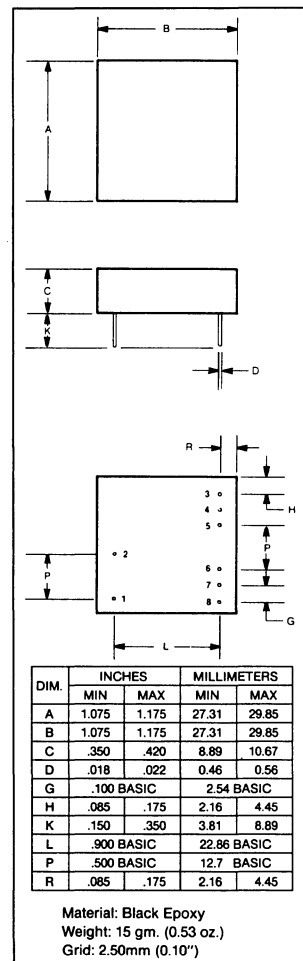 B
A
C
K
D
R
3
4
5
H
2
P
P
6
7
1
8
L
G
DIM. INCHES MILLIMETERS
MIN MAX MIN MAX
A 1.075 1.175 27.31 29.85
B 1.075 1.175 27.31 29.85
C .350 .420 8.89 10.67
D .018 .022 0.46 0.56
G .100 BASIC 2.54 BASIC
H .085 .175 2.16 4.45
K .150 .350 3.81 8.89
L .900 BASIC 22.86 BASIC
P .500 BASIC 12.7 BASIC
R .085 .175 2.16 4.45
Material: Black Epoxy
Weight: 15 gm. (0.53 oz.)
Grid: 2.50mm (0.10")